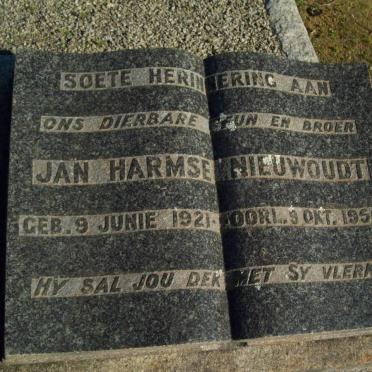 SOETE HERINNERING AAN
ONS DIERBARE SEUN EN BROER
JAN HARMSE NIEUWOUDT
GEB. 9 JUNIE 1921. OORL. 9 OKT. 195
HY SAL JOU DEK MET SY VLERK